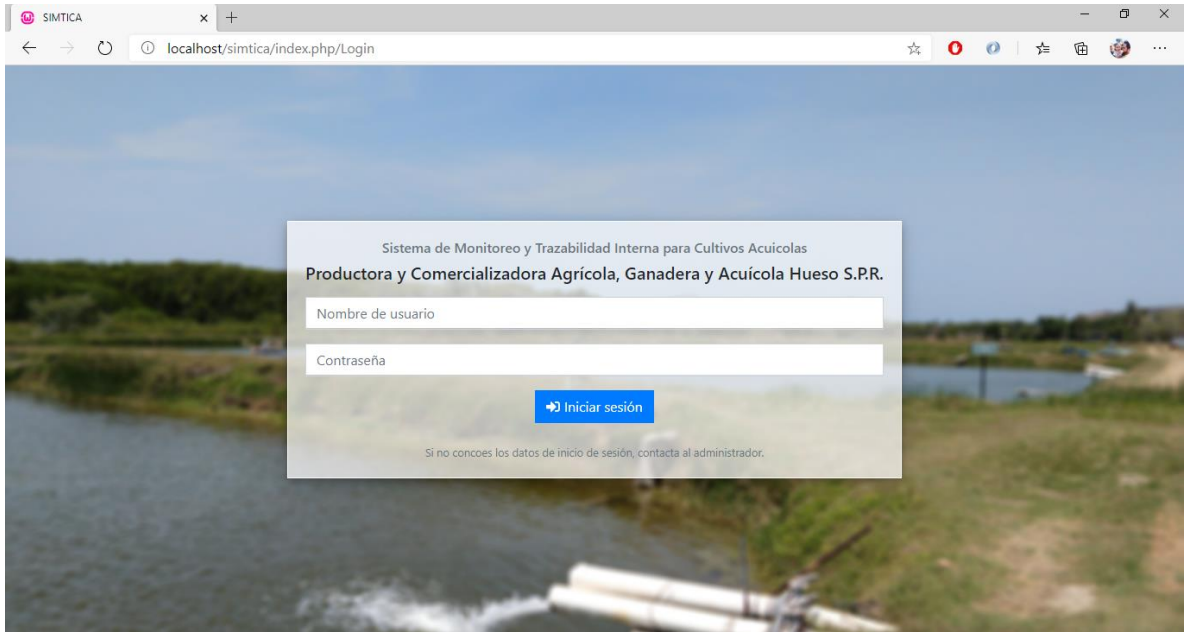 SIMTICA
localhost/simtica/index.php/Login
Sistema de Monitoreo y Trazabilidad Interna para Cultivos Acuicolas
Productora y Comercializadora Agrícola, Ganadera y Acuícola Hueso S.P.R.
Nombre de usuario
Contraseña
Iniciar sesión
Si no concoes los datos de inicio de sesión, contacta al administrador.